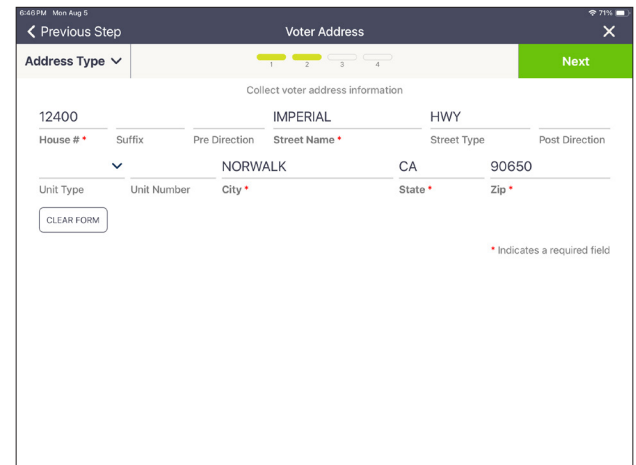 6:46 PM Mon Aug 5 71%
Previous Step Voter Address
Address Type 1 2 3 4 Next
Collect voter address information
12400 IMPERIAL HWY
House # * Suffix Pre Direction Street Name * Street Type Post Direction
NORWALK CA 90650
Unit Type Unit Number City * State * Zip *
CLEAR FORM
* Indicates a required field